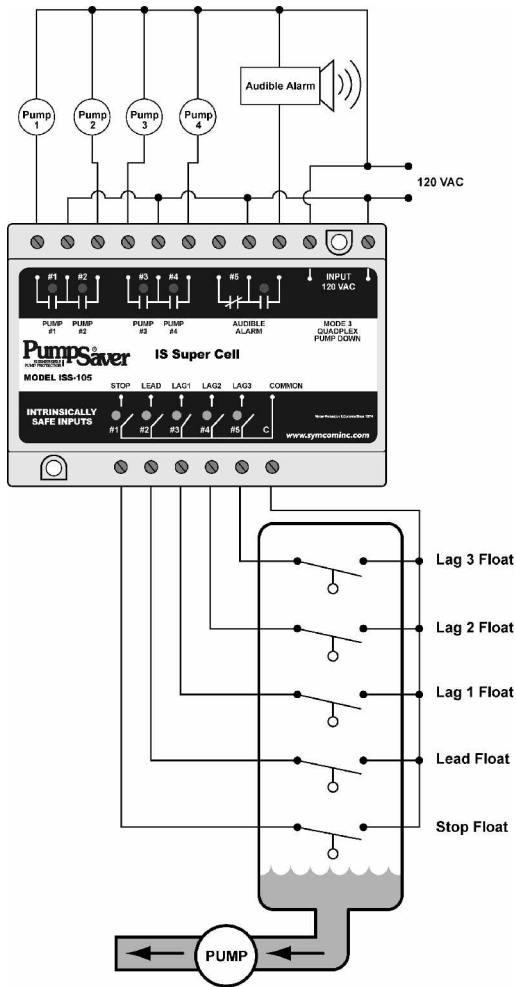 Pump 1
Pump 2
Pump 3
Pump 4
Audible Alarm
120 VAC
#1 #2 #3 #4 #5 INPUT
120 VAC
PUMP #1
PUMP #2
PUMP #3
PUMP #4
AUDIBLE ALARM
MODE 3
QUADPLEX
PUMP DOWN
PumpSaver®
SUBMERSIBLE
PUMP PROTECTION
IS Super Cell
MODEL ISS-105
STOP LEAD LAG1 LAG2 LAG3 COMMON
INTRINSICALLY
SAFE INPUTS
#1 #2 #3 #4 #5 C
www.symcominc.com
Lag 3 Float
Lag 2 Float
Lag 1 Float
Lead Float
Stop Float
PUMP